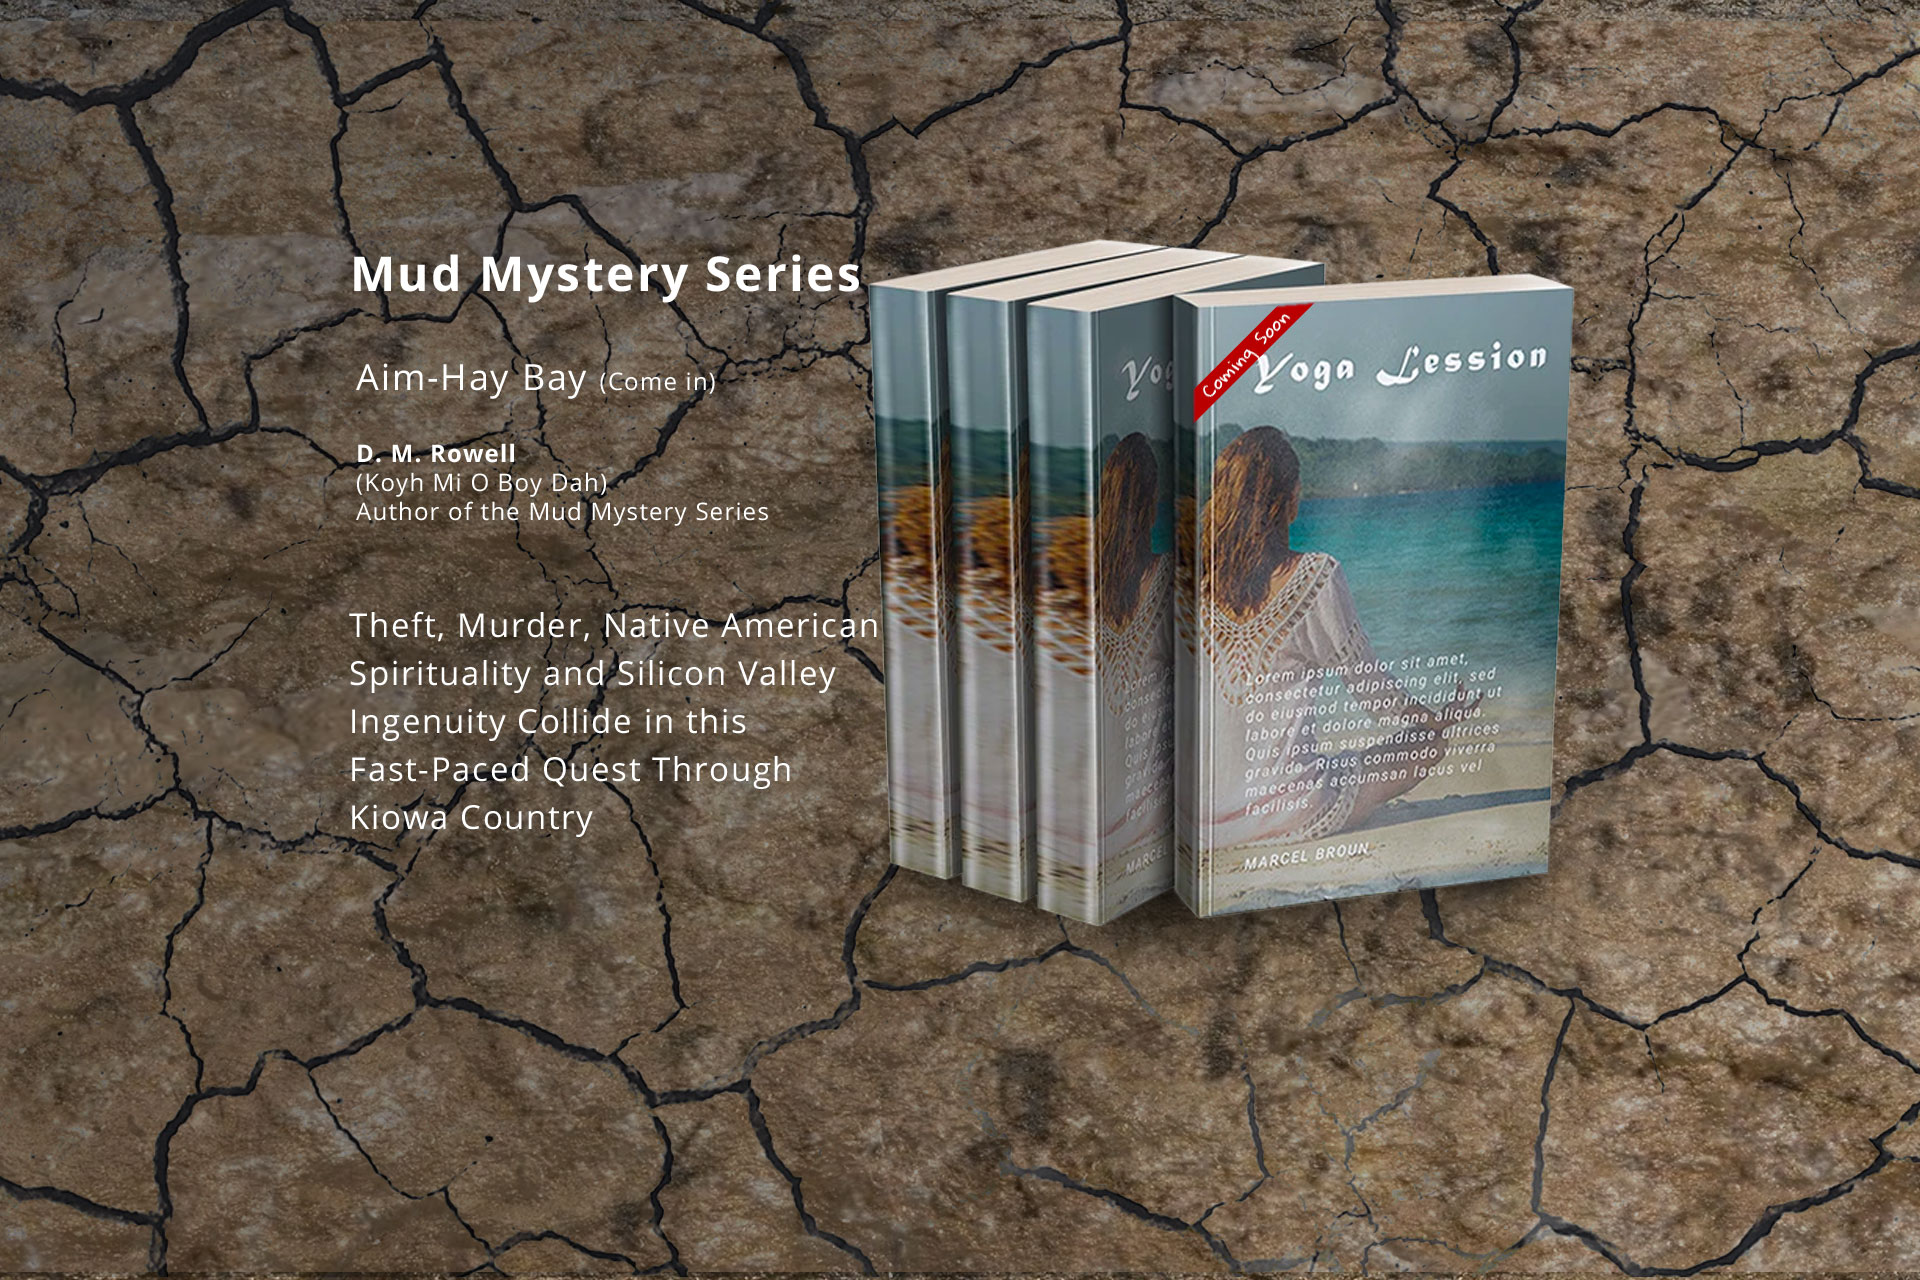 Mud Mystery Series
Aim-Hay Bay (Come in)
D. M. Rowell
(Koyh Mi O Boy Dah)
Author of the Mud Mystery Series
Theft, Murder, Native American
Spirituality and Silicon Valley
Ingenuity Collide in this
Fast-Paced Quest Through
Kiowa Country
Yog
Coming Soon
Yoga Lession
Lorem ipsum dolor sit amet,
consectetur adipiscing elit, sed
do eiusmod tempor incididunt ut
labore et dolore magna aliqua.
Quis ipsum suspendisse ultrices
gravida. Risus commodo viverra
maecenas accumsan lacus vel
facilisis.
MARCEL BROUN
MARCEL